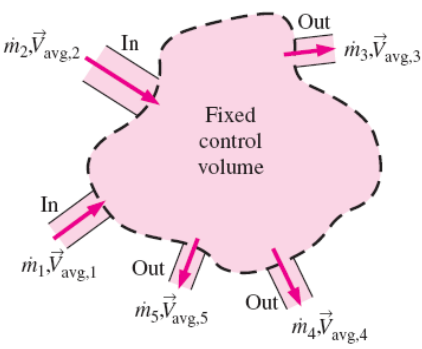 Out
In
ṁ₂,V⃗avg,2
ṁ₃,V⃗avg,3
Fixed
control
volume
In
ṁ₁,V⃗avg,1
Out
ṁ₅,V⃗avg,5
Out
ṁ₄,V⃗avg,4